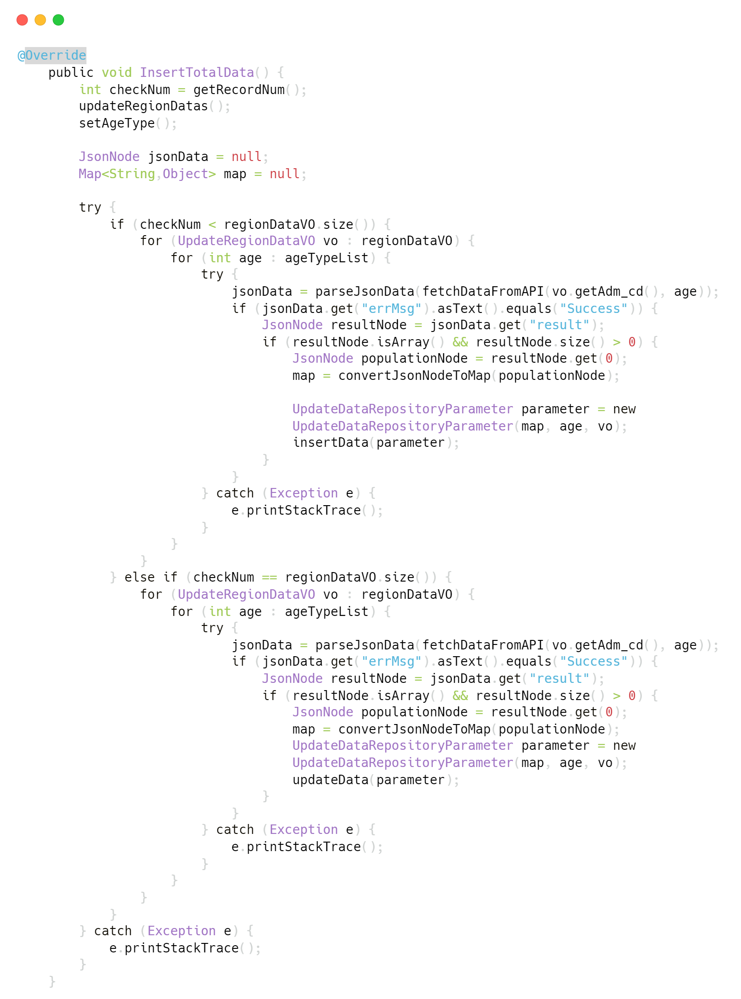 @Override
    public void InsertTotalData() {
        int checkNum = getRecordNum();
        updateRegionDatas();
        setAgeType();

        JsonNode jsonData = null;
        Map<String,Object> map = null;

        try {
            if (checkNum < regionDataVO.size()) {
                for (UpdateRegionDataVO vo : regionDataVO) {
                    for (int age : ageTypeList) {
                        try {
                            jsonData = parseJsonData(fetchDataFromAPI(vo.getAdm_cd(), age));
                            if (jsonData.get("errMsg").asText().equals("Success")) {
                                JsonNode resultNode = jsonData.get("result");
                                if (resultNode.isArray() && resultNode.size() > 0) {
                                    JsonNode populationNode = resultNode.get(0);
                                    map = convertJsonNodeToMap(populationNode);

                                    UpdateDataRepositoryParameter parameter = new
                                    UpdateDataRepositoryParameter(map, age, vo);
                                    insertData(parameter);
                                }
                            }
                        } catch (Exception e) {
                            e.printStackTrace();
                        }
                    }
                }
            } else if (checkNum == regionDataVO.size()) {
                for (UpdateRegionDataVO vo : regionDataVO) {
                    for (int age : ageTypeList) {
                        try {
                            jsonData = parseJsonData(fetchDataFromAPI(vo.getAdm_cd(), age));
                            if (jsonData.get("errMsg").asText().equals("Success")) {
                                JsonNode resultNode = jsonData.get("result");
                                if (resultNode.isArray() && resultNode.size() > 0) {
                                    JsonNode populationNode = resultNode.get(0);
                                    map = convertJsonNodeToMap(populationNode);
                                    UpdateDataRepositoryParameter parameter = new
                                    UpdateDataRepositoryParameter(map, age, vo);
                                    updateData(parameter);
                                }
                            }
                        } catch (Exception e) {
                            e.printStackTrace();
                        }
                    }
                }
            }
        } catch (Exception e) {
            e.printStackTrace();
        }
    }